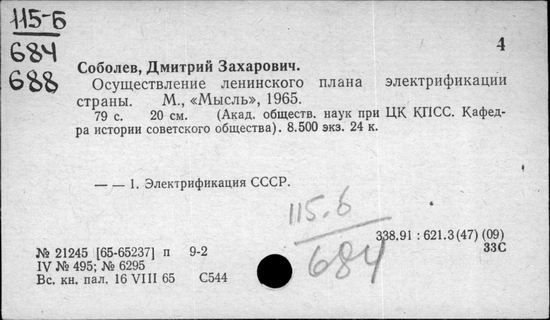 115-Б
684
688
4
Соболев, Дмитрий Захарович.
Осуществление ленинского плана электрификации
страны. М., «Мысль», 1965.
79 с. 20 см. (Акад. обществ. наук при ЦК КПСС. Кафед-
ра истории советского общества). 8.500 экз. 24 к.
— — 1. Электрификация СССР.
115.б
684
338.91 : 621.3(47) (09)
33С
№ 21245 [65-65237] п 9-2
IV № 495; № 6295
Вс. кн. пал. 16 VIII 65 С544